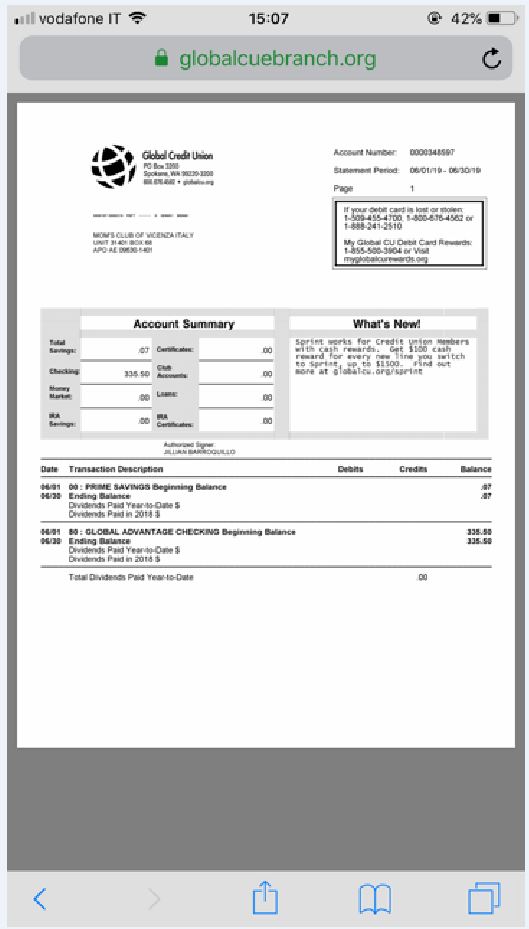 vodafone IT 15:07 42%
globalcuebranch.org
Global Credit Union
PO Box 3200
Spokane, WA 99220-3200
800.676.4562 • globalcu.org
Account Number: 0000348597
Statement Period: 06/01/19 - 06/30/19
Page 1
If your debit card is lost or stolen:
1-509-455-4700, 1-800-676-4562 or
1-888-241-2510
My Global CU Debit Card Rewards:
1-855-500-3904 or Visit
myglobalcurewards.org
MOM'S CLUB OF VICENZA ITALY
UNIT 31401 BOX 68
APO AE 09630-1401
Account Summary
Total Savings: .07 Certificates: .00
Checking: 335.50 Club Accounts: .00
Money Market: .00 Loans: .00
IRA Savings: .00 IRA Certificates: .00
What's New!
Sprint works for Credit Union Members
with cash rewards. Get $100 cash
reward for every new line you switch
to Sprint, up to $1500. Find out
more at globalcu.org/sprint
Authorized Signer:
JILLIAN BARROQUILLO
Date Transaction Description Debits Credits Balance
06/01 00 : PRIME SAVINGS Beginning Balance .07
06/30 Ending Balance .07
Dividends Paid Year-to-Date $
Dividends Paid in 2018 $
06/01 80 : GLOBAL ADVANTAGE CHECKING Beginning Balance 335.50
06/30 Ending Balance 335.50
Dividends Paid Year-to-Date $
Dividends Paid in 2018 $
Total Dividends Paid Year-to-Date .00